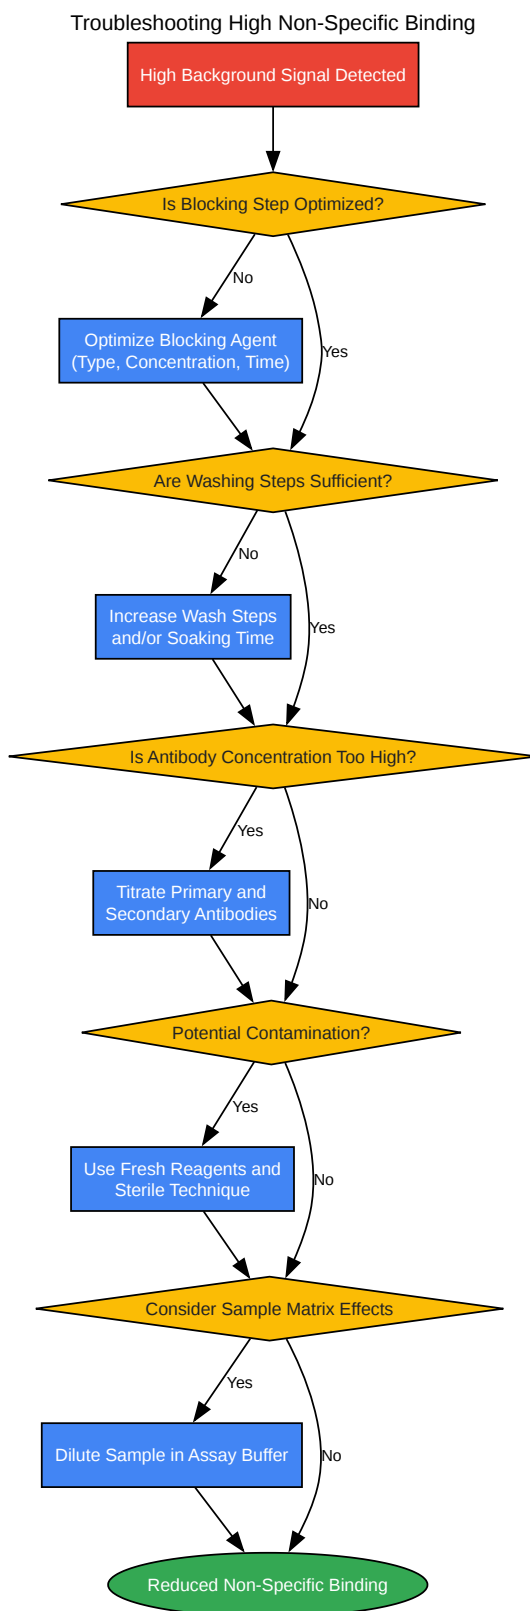 Troubleshooting High Non-Specific Binding
High Background Signal Detected
Is Blocking Step Optimized?
No
Optimize Blocking Agent
(Type, Concentration, Time)
Yes
Are Washing Steps Sufficient?
No
Increase Wash Steps
and/or Soaking Time
Yes
Is Antibody Concentration Too High?
Yes
Titrate Primary and
Secondary Antibodies
No
Potential Contamination?
Yes
Use Fresh Reagents and
Sterile Technique
No
Consider Sample Matrix Effects
Yes
Dilute Sample in Assay Buffer
No
Reduced Non-Specific Binding